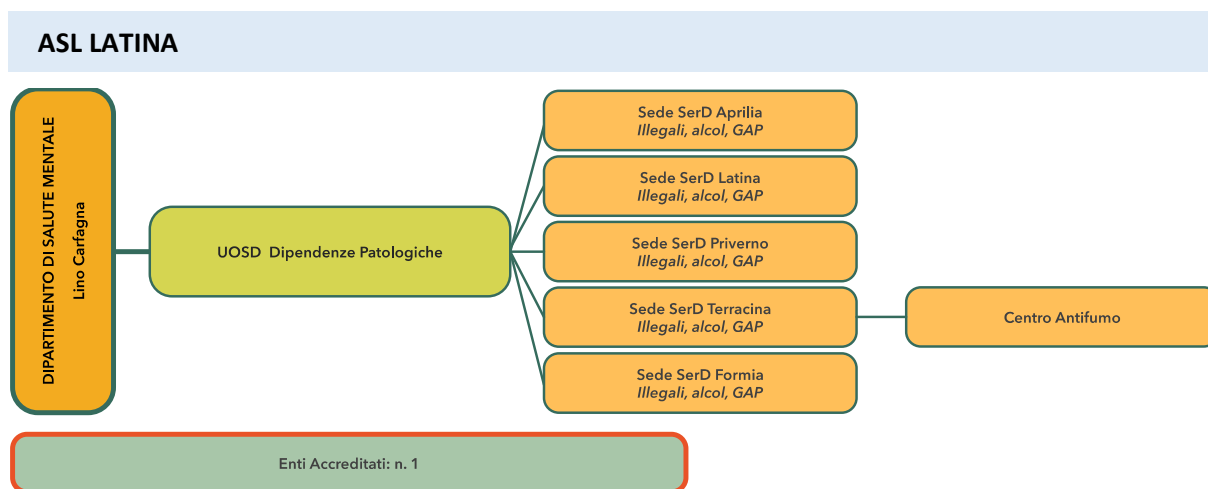 ASL LATINA
DIPARTIMENTO DI SALUTE MENTALE
Lino Carfagna
UOSD Dipendenze Patologiche
Sede SerD Aprilia
Illegali, alcol, GAP
Sede SerD Latina
Illegali, alcol, GAP
Sede SerD Priverno
Illegali, alcol, GAP
Sede SerD Terracina
Illegali, alcol, GAP
Centro Antifumo
Sede SerD Formia
Illegali, alcol, GAP
Enti Accreditati: n. 1